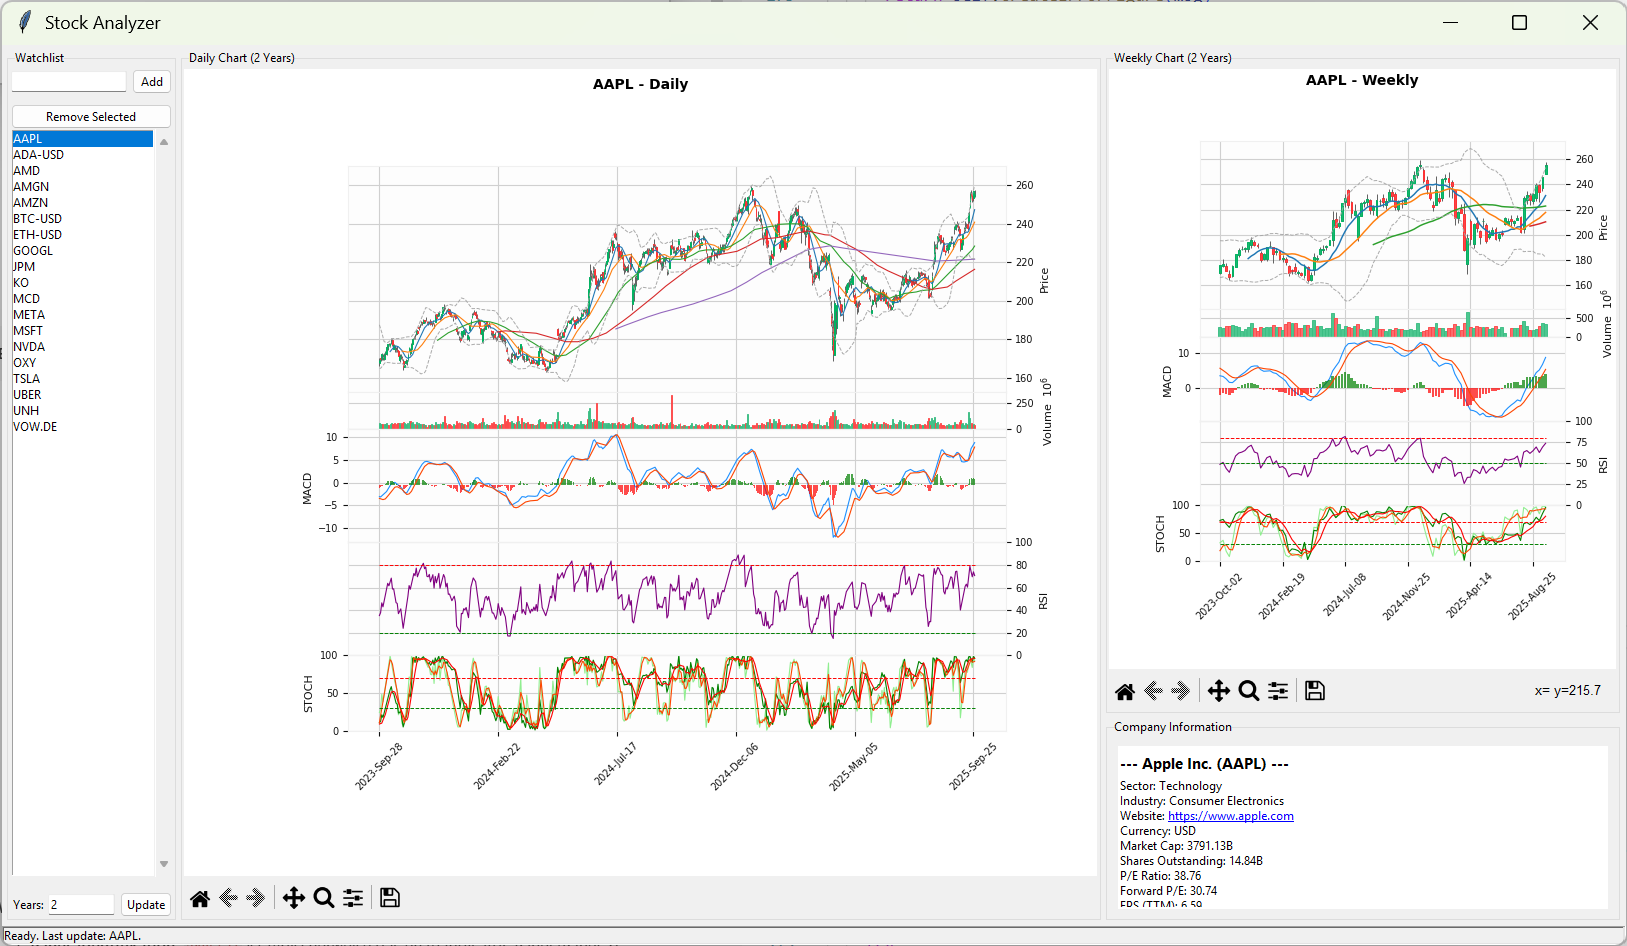 Stock Analyzer
Watchlist
Add
Remove Selected
AAPL
ADA-USD
AMD
AMGN
AMZN
BTC-USD
ETH-USD
GOOGL
JPM
KO
MCD
META
MSFT
NVDA
OXY
TSLA
UBER
UNH
VOW.DE
Years: 2 Update
Daily Chart (2 Years)
AAPL - Daily
260
240
220
200
180
160
Price
250
0
Volume 10^6
10
5
0
−5
−10
MACD
100
80
60
40
20
0
RSI
100
50
0
STOCH
2023-Sep-28
2024-Feb-22
2024-Jul-17
2024-Dec-06
2025-May-05
2025-Sep-25
Weekly Chart (2 Years)
AAPL - Weekly
260
240
220
200
180
160
Price
500
0
Volume 10^6
10
0
MACD
100
75
50
25
0
RSI
100
50
0
STOCH
2023-Oct-02
2024-Feb-19
2024-Jul-08
2024-Nov-25
2025-Apr-14
2025-Aug-25
x= y=215.7
Company Information
--- Apple Inc. (AAPL) ---
Sector: Technology
Industry: Consumer Electronics
Website: https://www.apple.com
Currency: USD
Market Cap: 3791.13B
Shares Outstanding: 14.84B
P/E Ratio: 38.76
Forward P/E: 30.74
EPS (TTM): 6.59
Ready. Last update: AAPL.